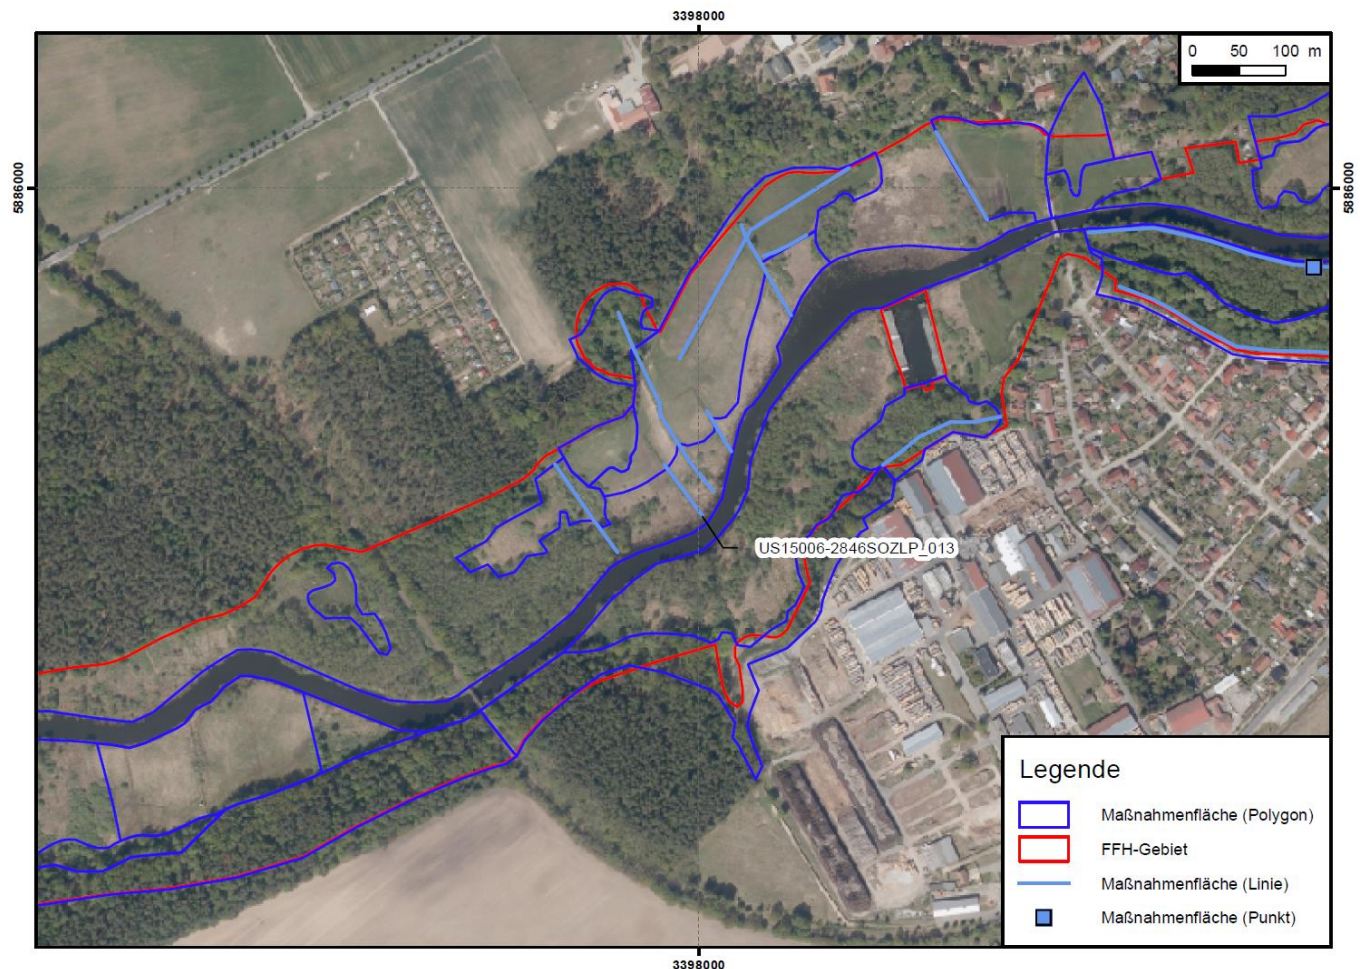 3398000
0 50 100 m
5886000
5886000
US15006-2846SOZLP_013
Legende
Maßnahmenfläche (Polygon)
FFH-Gebiet
Maßnahmenfläche (Linie)
Maßnahmenfläche (Punkt)
3398000